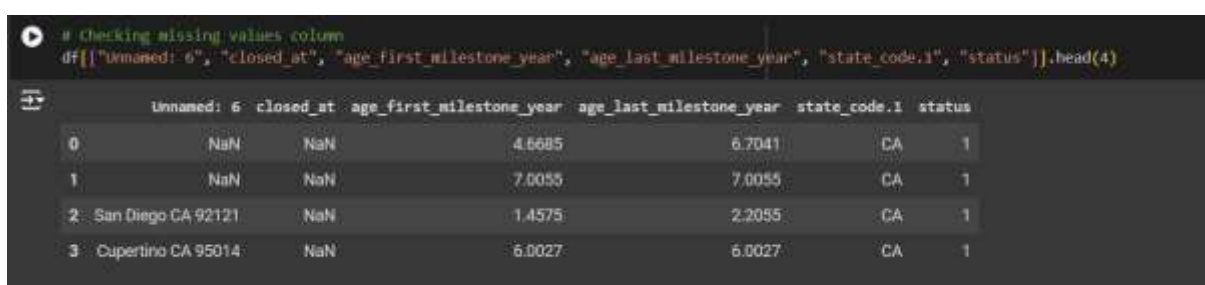 # Checking missing values column
df[["Unnamed: 6", "closed_at", "age_first_milestone_year", "age_last_milestone_year", "state_code.1", "status"]].head(4)
Unnamed: 6 closed_at age_first_milestone_year age_last_milestone_year state_code.1 status
0 NaN NaN 4.6685 6.7041 CA 1
1 NaN NaN 7.0055 7.0055 CA 1
2 San Diego CA 92121 NaN 1.4575 2.2055 CA 1
3 Cupertino CA 95014 NaN 6.0027 6.0027 CA 1